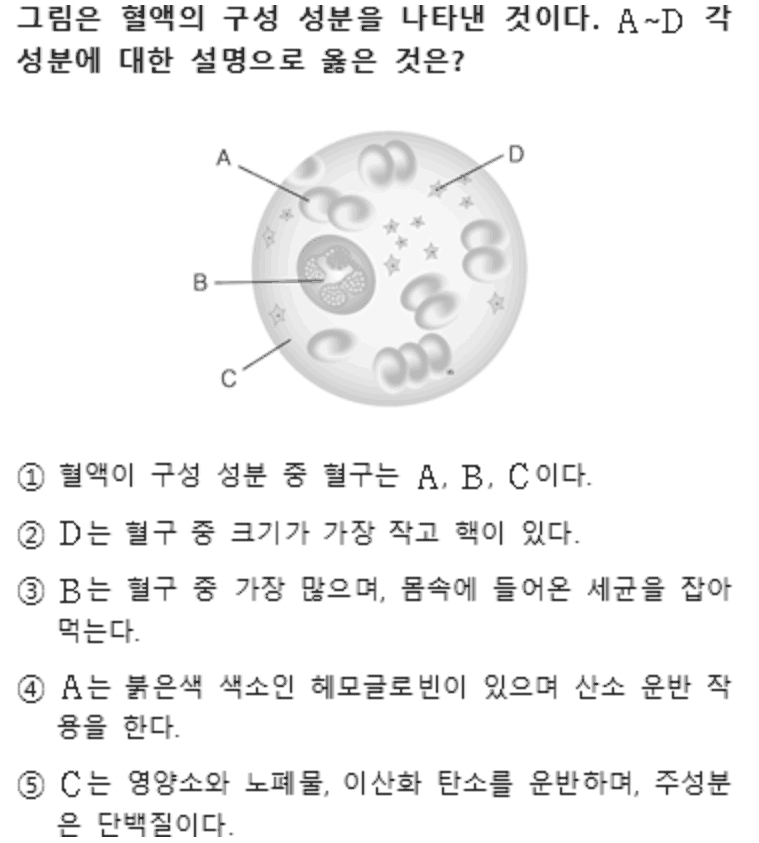 그림은 혈액의 구성 성분을 나타낸 것이다. A~D 각
성분에 대한 설명으로 옳은 것은?
A
D
B
C
① 혈액이 구성 성분 중 혈구는 A, B, C이다.
② D는 혈구 중 크기가 가장 작고 핵이 있다.
③ B는 혈구 중 가장 많으며, 몸속에 들어온 세균을 잡아
먹는다.
④ A는 붉은색 색소인 헤모글로빈이 있으며 산소 운반 작
용을 한다.
⑤ C는 영양소와 노폐물, 이산화 탄소를 운반하며, 주성분
은 단백질이다.